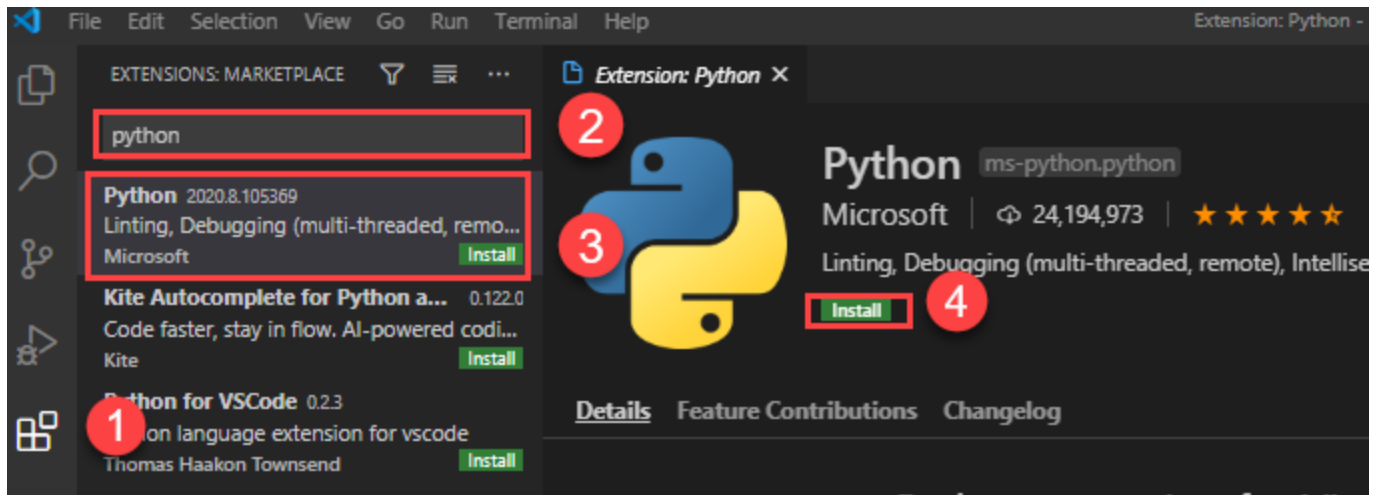 File Edit Selection View Go Run Terminal Help
Extension: Python -
EXTENSIONS: MARKETPLACE
Extension: Python
python
2
Python 2020.8.105369
Linting, Debugging (multi-threaded, remo...
Microsoft Install
3
Kite Autocomplete for Python a... 0.122.0
Code faster, stay in flow. AI-powered codi...
Kite Install
for VSCode 0.2.3
1
language extension for vscode
Thomas Haakon Townsend Install
Python ms-python.python
Microsoft 24,194,973
Linting, Debugging (multi-threaded, remote), Intellise
Install
4
Details Feature Contributions Changelog